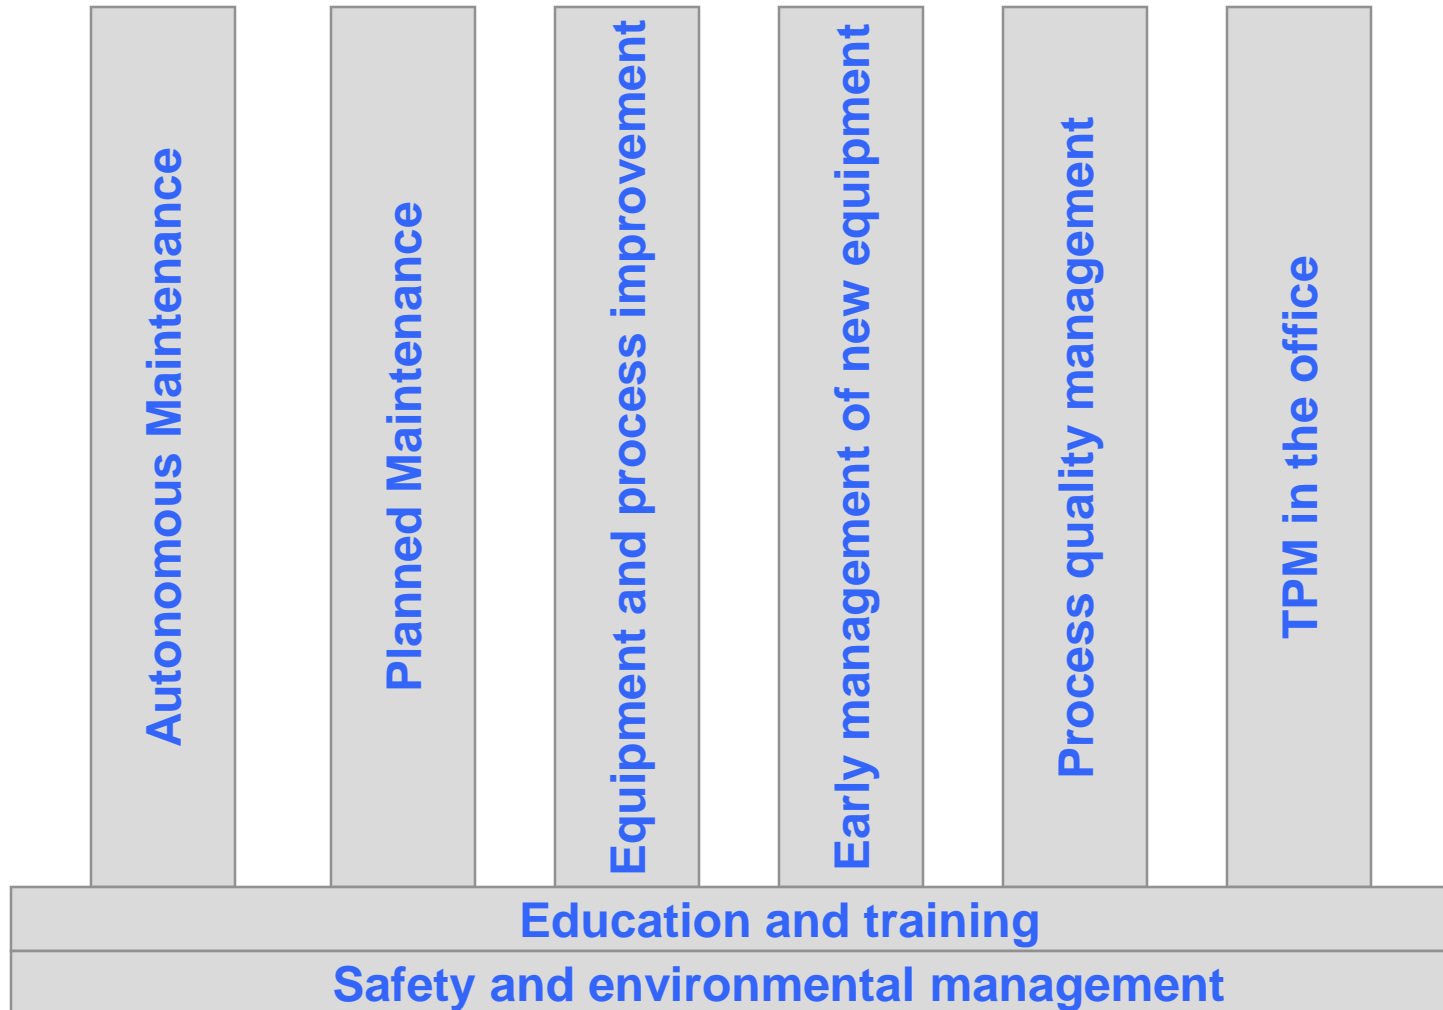 Autonomous Maintenance
Planned Maintenance
Equipment and process improvement
Early management of new equipment
Process quality management
TPM in the office
Education and training
Safety and environmental management